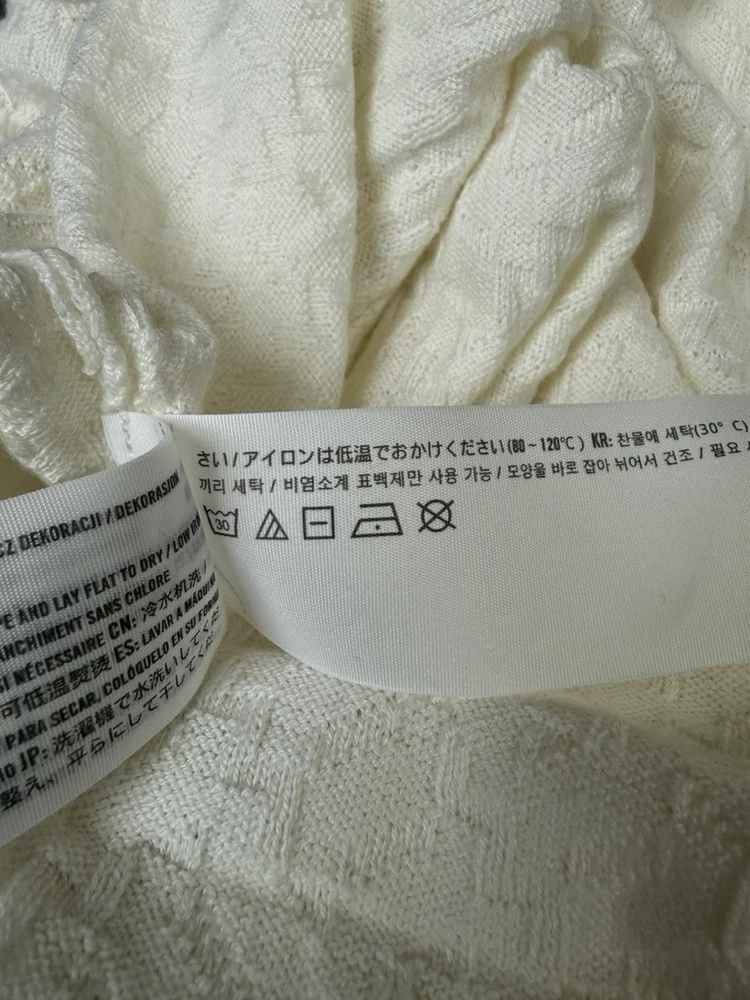 CZ DEKORACJI / DEKORASJON
PE AND LAY FLAT TO DRY / LOW IRO
ANCHIMENT SANS CHLORE
SI NÉCESSAIRE CN: 冷水机洗 /
可低温熨烫 ES: LAVAR A MÁQUINA
PARA SECAR, COLÓQUELO EN SU FORMA
JP: 洗濯機で水洗いしてくだ
整え、平らにして干してくだ
さい / アイロンは低温でおかけください(80~120℃) KR: 찬물에 세탁(30° C)
끼리 세탁 / 비염소계 표백제만 사용 가능 / 모양을 바로 잡아 뉘어서 건조 / 필요
30